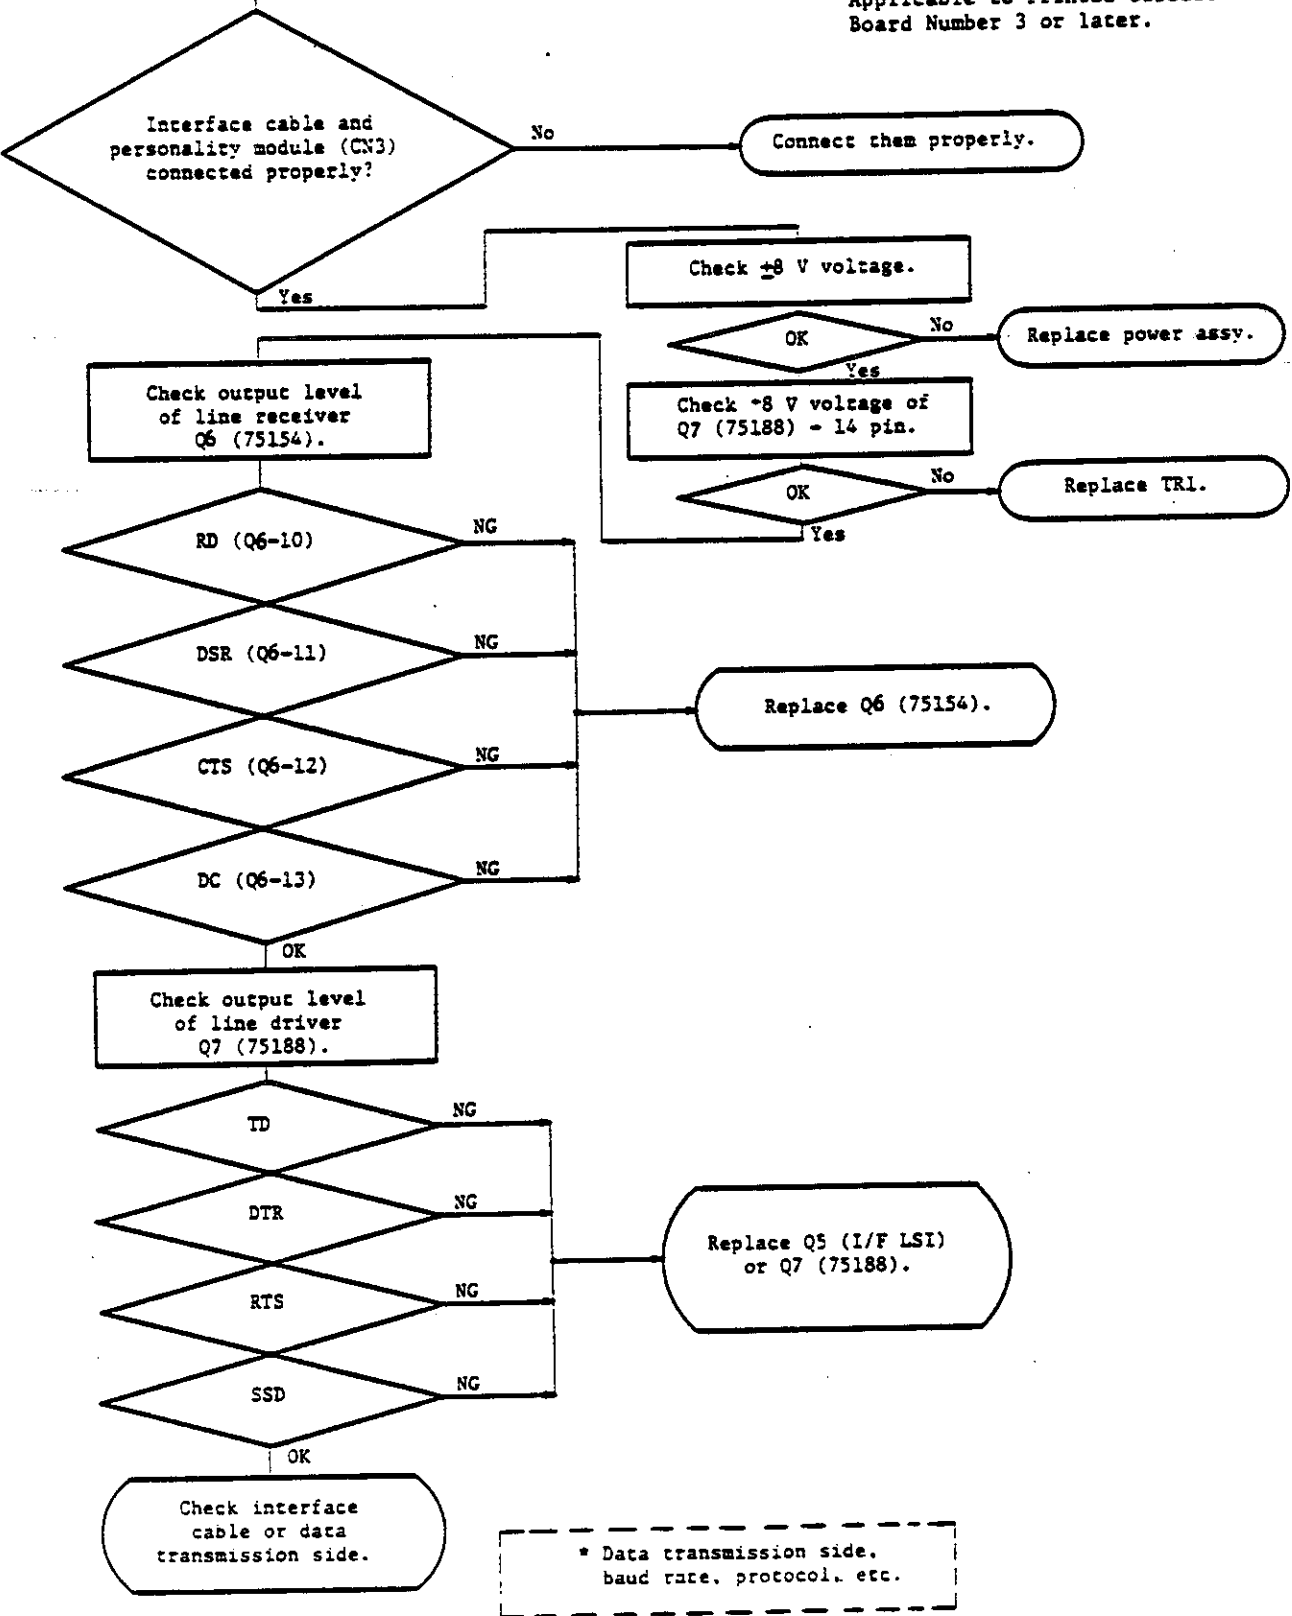 Board Number 3 or later.
Interface cable and
personality module (CN3)
connected properly?
No
Connect them properly.
Yes
Check ±8 V voltage.
OK
No
Replace power assy.
Yes
Check +8 V voltage of
Q7 (75188) - 14 pin.
OK
No
Replace TR1.
Yes
Check output level
of line receiver
Q6 (75154).
RD (Q6-10)
NG
DSR (Q6-11)
NG
CTS (Q6-12)
NG
DC (Q6-13)
NG
Replace Q6 (75154).
OK
Check output level
of line driver
Q7 (75188).
TD
NG
DTR
NG
RTS
NG
SSD
NG
Replace Q5 (I/F LSI)
or Q7 (75188).
OK
Check interface
cable or data
transmission side.
* Data transmission side,
baud rate, protocol, etc.